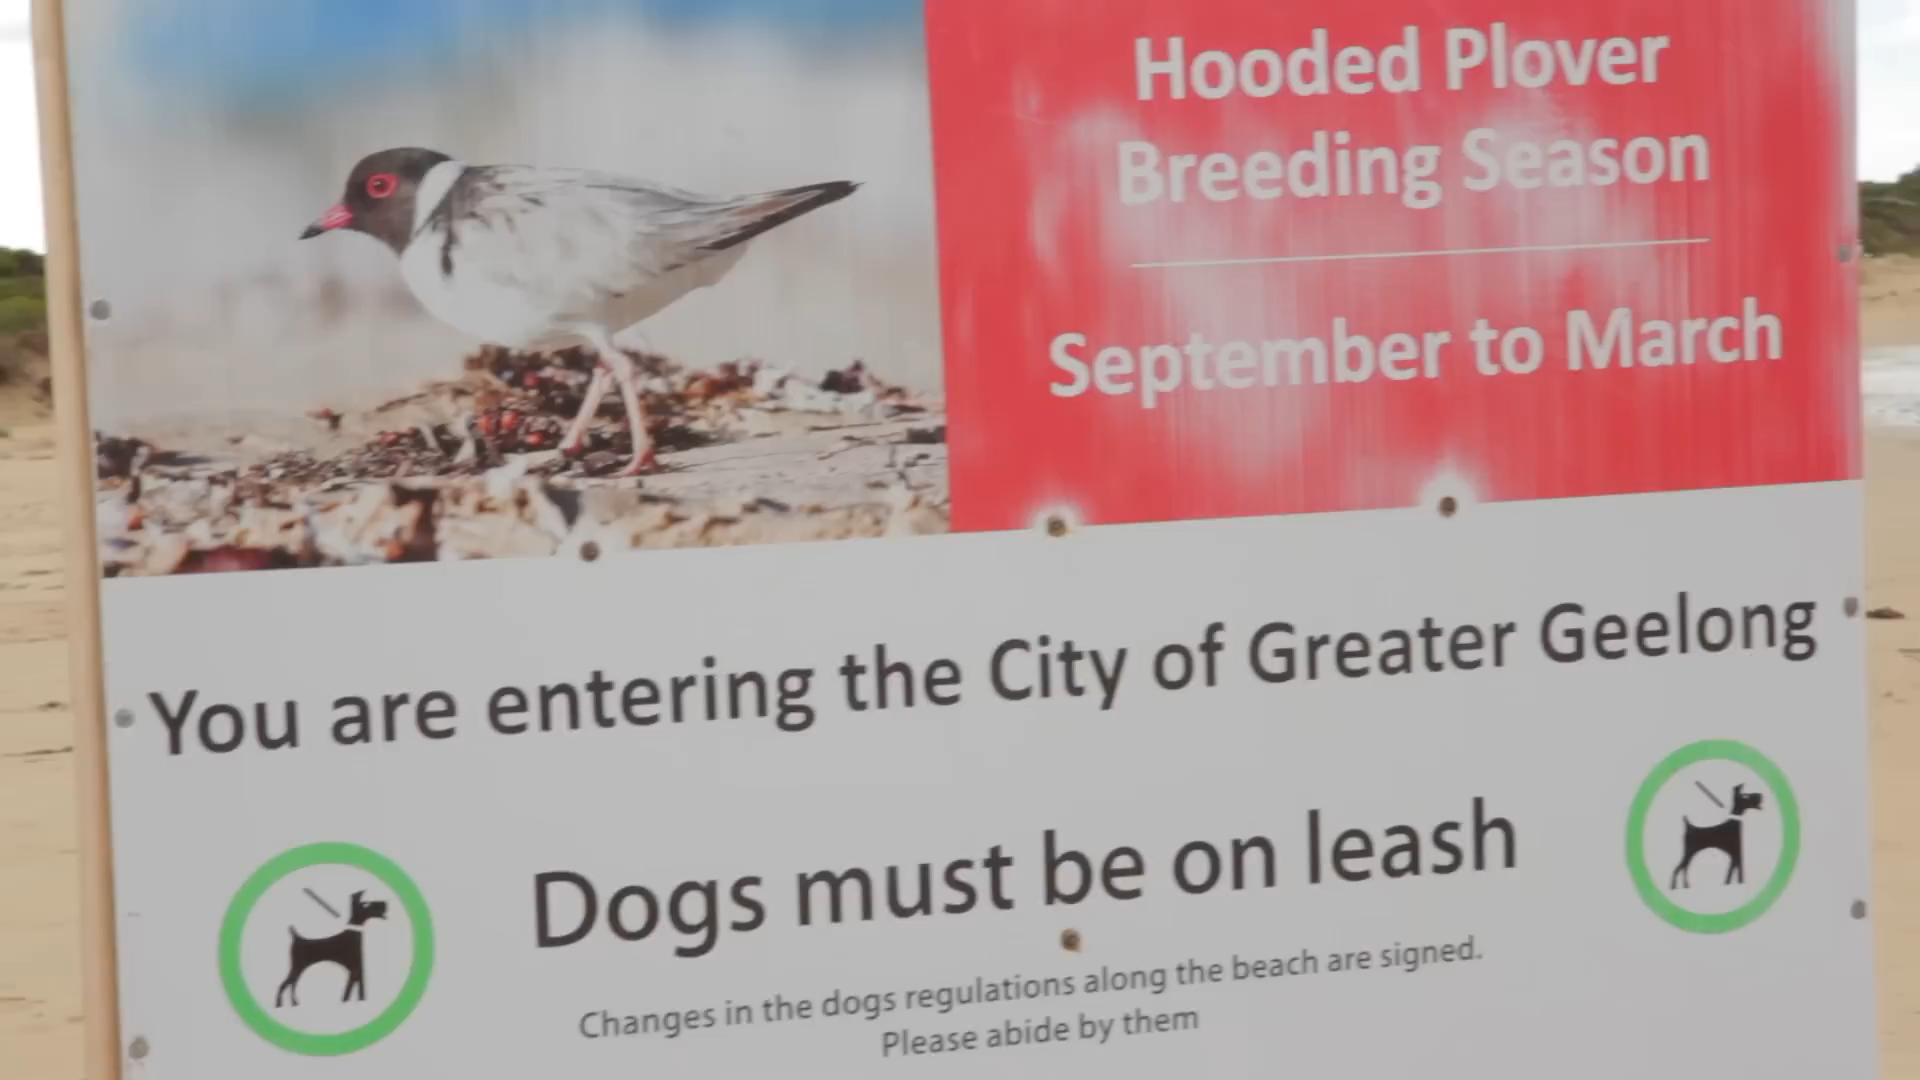 Hooded Plover
Breeding Season
September to March
You are entering the City of Greater Geelong
Dogs must be on leash
Changes in the dogs regulations along the beach are signed.
Please abide by them